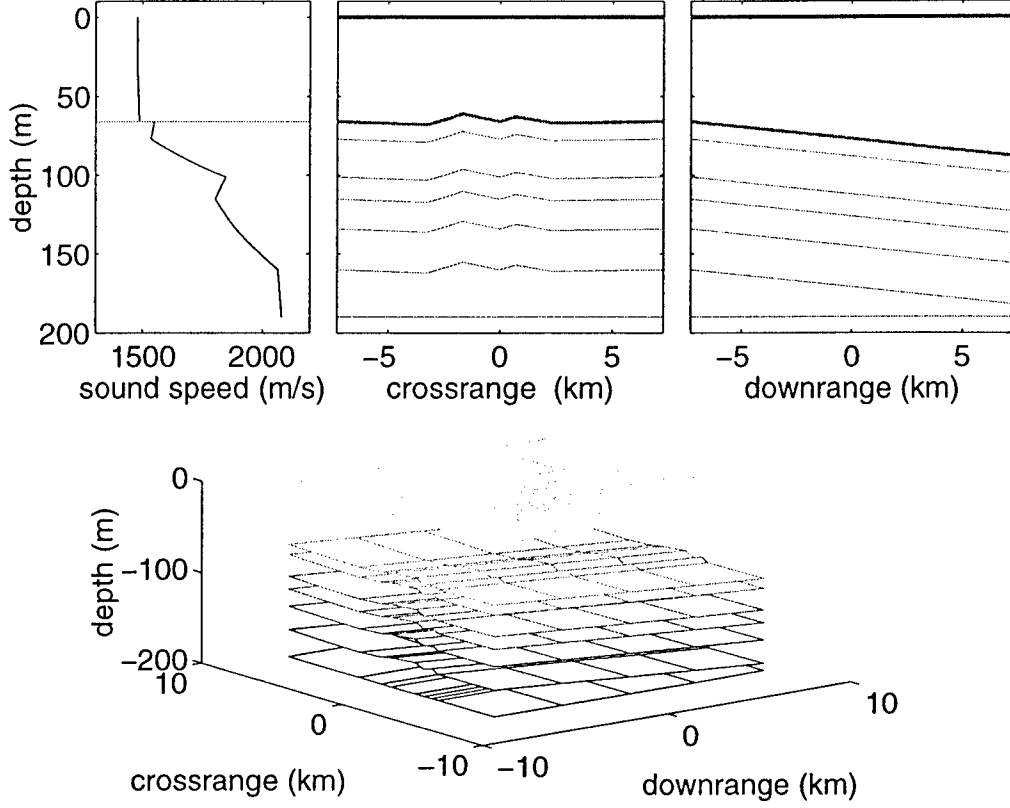 0
50
100
150
200
depth (m)
1500 2000
sound speed (m/s)
−5 0 5
crossrange (km)
−5 0 5
downrange (km)
0
−100
−200
depth (m)
10
0
−10
crossrange (km)
−10
0
10
downrange (km)